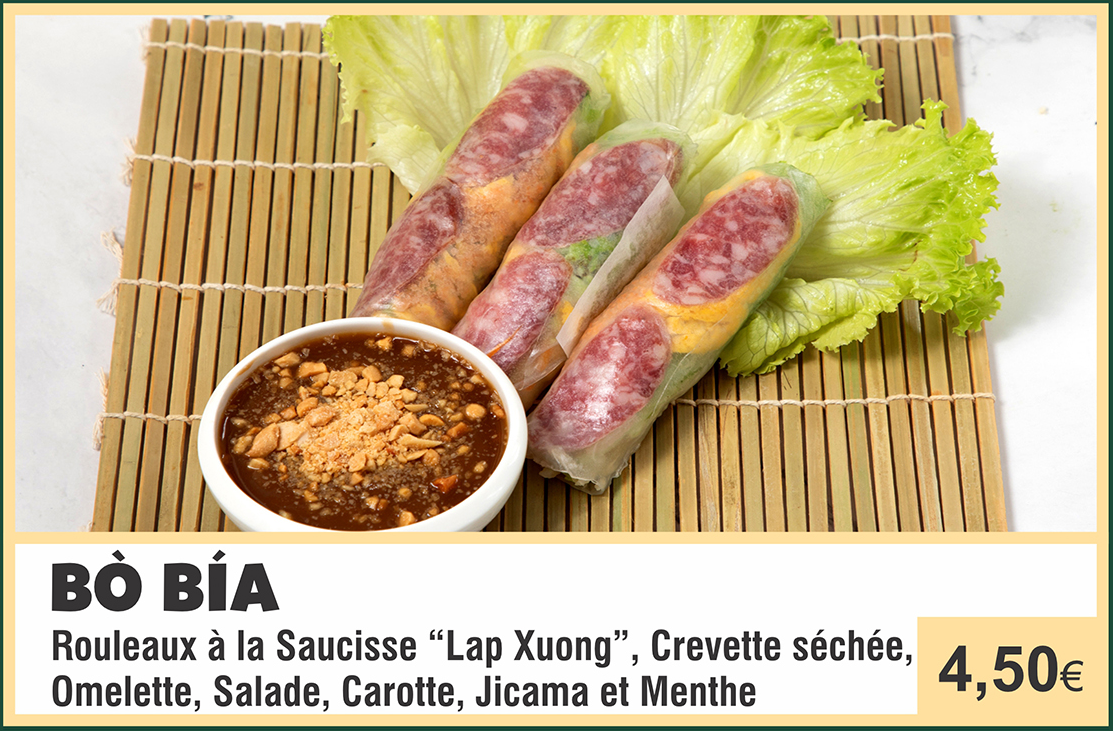 BÒ BÍA
Rouleaux à la Saucisse “Lap Xuong”, Crevette séchée,
Omelette, Salade, Carotte, Jicama et Menthe
4,50€